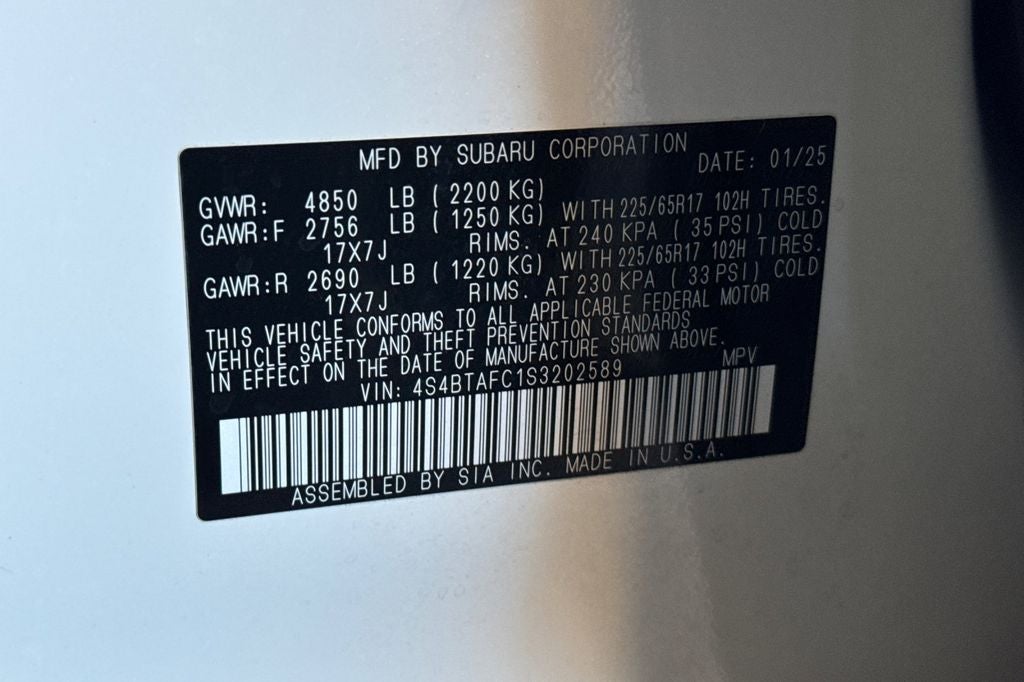 MFD BY SUBARU CORPORATION DATE: 01/25
GVWR: 4850 LB (2200 KG)
GAWR:F 2756 LB (1250 KG) WITH 225/65R17 102H TIRES.
17X7J RIMS. AT 240 KPA ( 35 PSI) COLD
GAWR:R 2690 LB (1220 KG) WITH 225/65R17 102H TIRES.
17X7J RIMS. AT 230 KPA ( 33 PSI) COLD
THIS VEHICLE CONFORMS TO ALL APPLICABLE FEDERAL MOTOR
VEHICLE SAFETY AND THEFT PREVENTION STANDARDS
IN EFFECT ON THE DATE OF MANUFACTURE SHOWN ABOVE.
VIN: 4S4BTAFC1S3202589 MPV
ASSEMBLED BY SIA INC. MADE IN U.S.A.